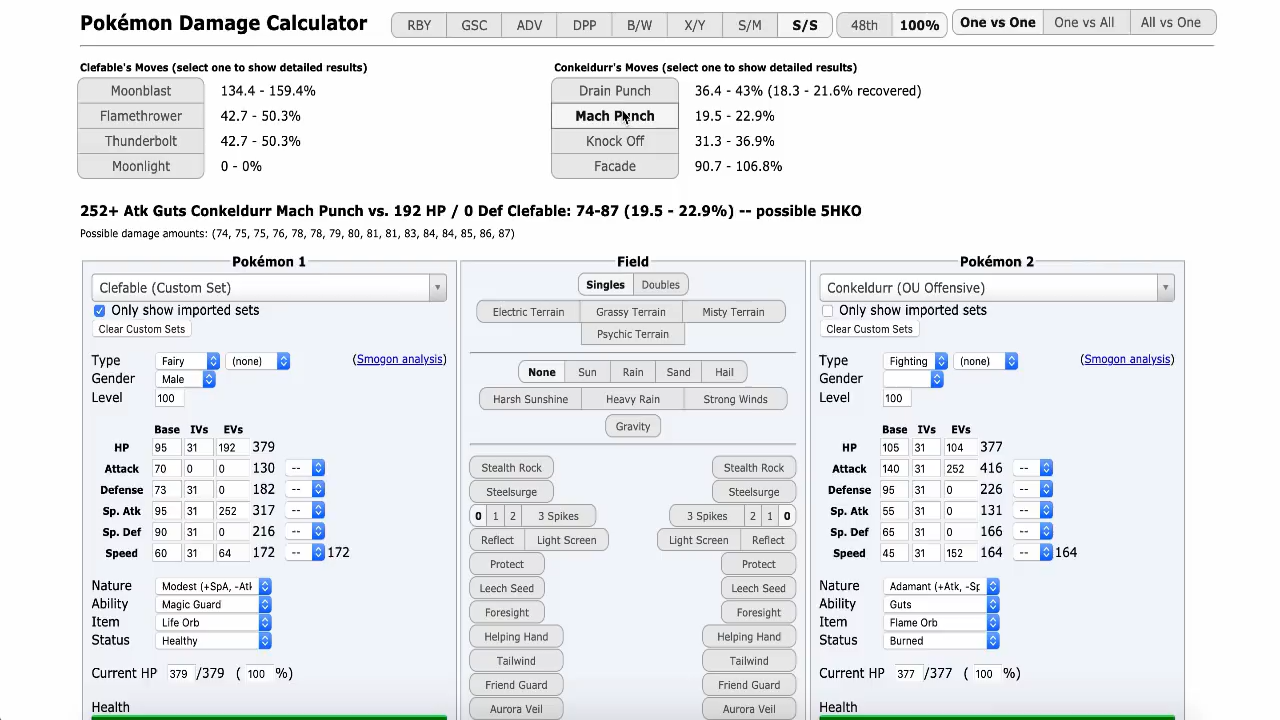 Pokémon Damage Calculator
RBY GSC ADV DPP B/W X/Y S/M S/S 48th 100% One vs One One vs All All vs One
Clefable's Moves (select one to show detailed results)
Moonblast 134.4 - 159.4%
Flamethrower 42.7 - 50.3%
Thunderbolt 42.7 - 50.3%
Moonlight 0 - 0%
Conkeldurr's Moves (select one to show detailed results)
Drain Punch 36.4 - 43% (18.3 - 21.6% recovered)
Mach Punch 19.5 - 22.9%
Knock Off 31.3 - 36.9%
Facade 90.7 - 106.8%
252+ Atk Guts Conkeldurr Mach Punch vs. 192 HP / 0 Def Clefable: 74-87 (19.5 - 22.9%) -- possible 5HKO
Possible damage amounts: (74, 75, 75, 76, 78, 78, 79, 80, 81, 81, 83, 84, 84, 85, 86, 87)
Pokémon 1
Clefable (Custom Set)
Only show imported sets
Clear Custom Sets
Type Fairy (none) (Smogon analysis)
Gender Male
Level 100
Base IVs EVs
HP 95 31 192 379
Attack 70 0 0 130 --
Defense 73 31 0 182 --
Sp. Atk 95 31 252 317 --
Sp. Def 90 31 0 216 --
Speed 60 31 64 172 -- 172
Nature Modest (+SpA, -Atk
Ability Magic Guard
Item Life Orb
Status Healthy
Current HP 379 /379 ( 100 %)
Health
Field
Singles Doubles
Electric Terrain Grassy Terrain Misty Terrain
Psychic Terrain
None Sun Rain Sand Hail
Harsh Sunshine Heavy Rain Strong Winds
Gravity
Stealth Rock Stealth Rock
Steelsurge Steelsurge
0 1 2 3 Spikes 3 Spikes 2 1 0
Reflect Light Screen Light Screen Reflect
Protect Protect
Leech Seed Leech Seed
Foresight Foresight
Helping Hand Helping Hand
Tailwind Tailwind
Friend Guard Friend Guard
Aurora Veil Aurora Veil
Pokémon 2
Conkeldurr (OU Offensive)
Only show imported sets
Clear Custom Sets
Type Fighting (none) (Smogon analysis)
Gender
Level 100
Base IVs EVs
HP 105 31 104 377
Attack 140 31 252 416 --
Defense 95 31 0 226 --
Sp. Atk 55 31 0 131 --
Sp. Def 65 31 0 166 --
Speed 45 31 152 164 -- 164
Nature Adamant (+Atk, -Sp
Ability Guts
Item Flame Orb
Status Burned
Current HP 377 /377 ( 100 %)
Health